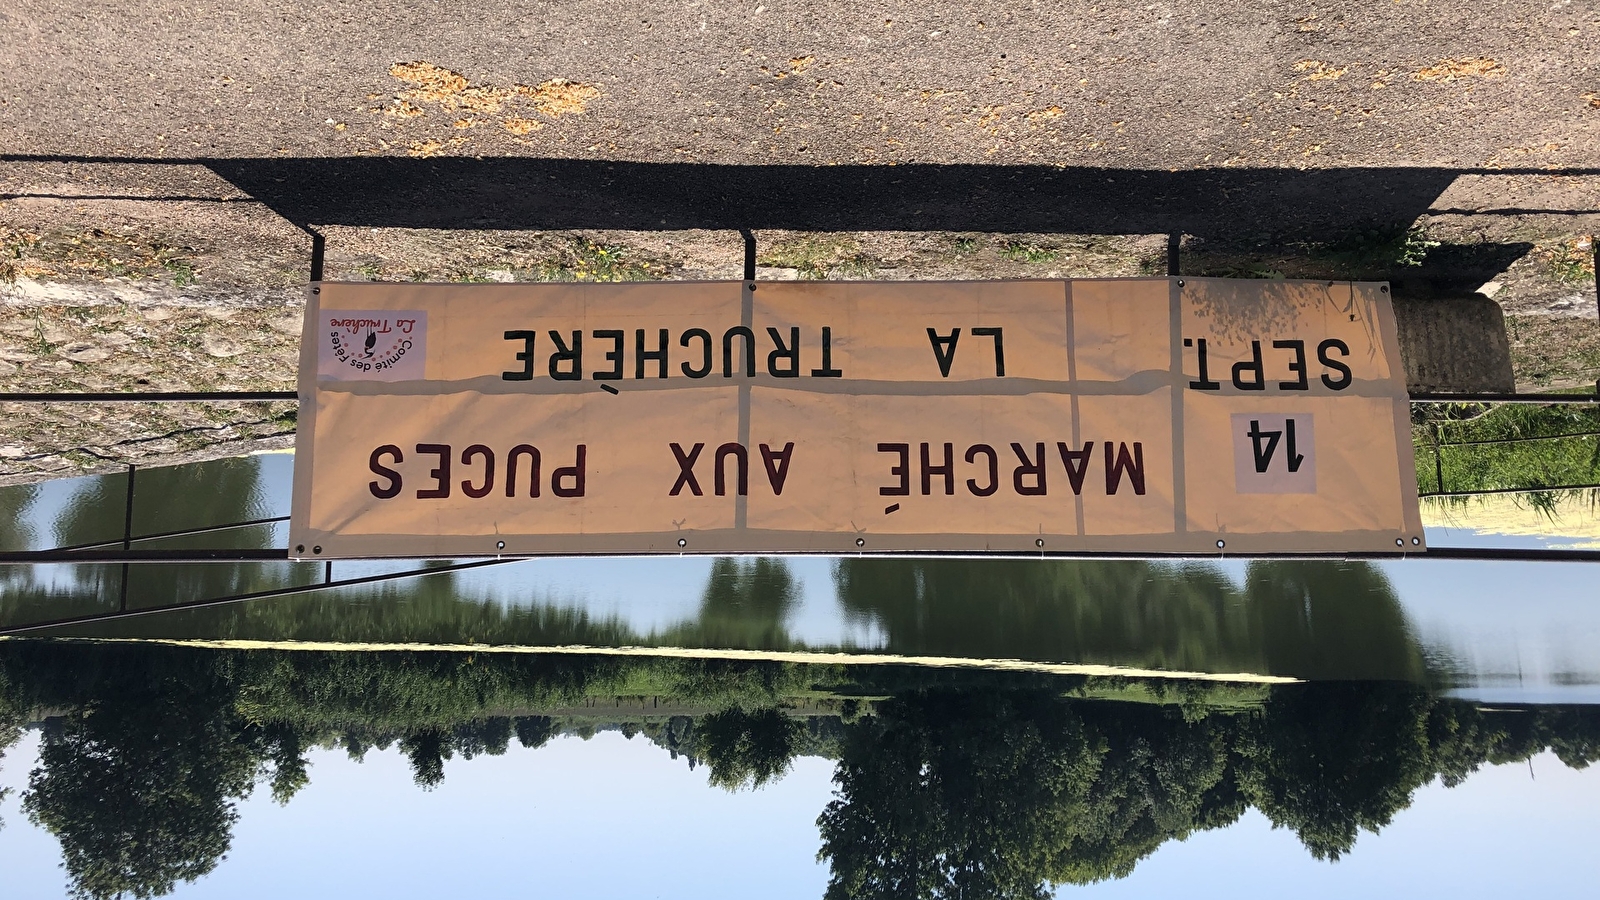 14 MARCHÉ AUX PUCES
SEPT. LA TRUCHÈRE
Comité des Fêtes
La Truchère